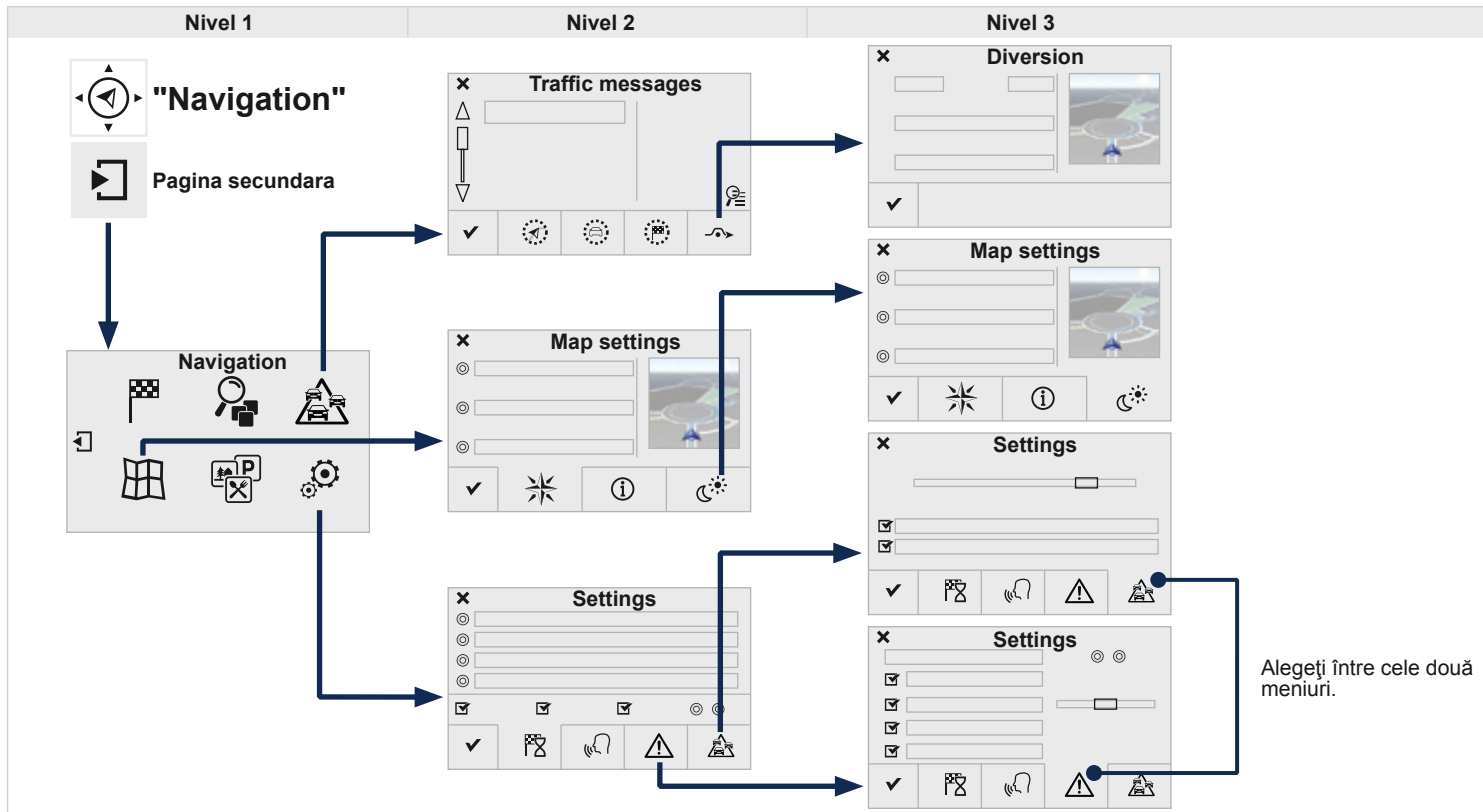 Nivel 1
Nivel 2
Nivel 3
"Navigation"
Pagina secundara
Navigation
P
Traffic messages
Map settings
Settings
Diversion
Map settings
Settings
Settings
Alegeţi între cele două
meniuri.